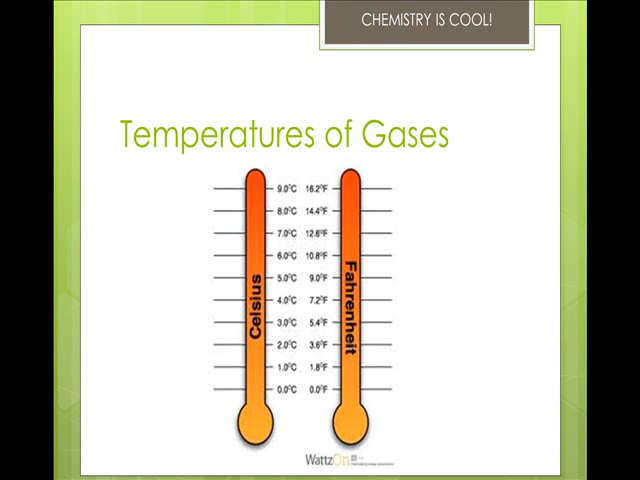 CHEMISTRY IS COOL!
Temperatures of Gases
9.0°C 16.2°F
8.0°C 14.4°F
7.0°C 12.6°F
6.0°C 10.8°F
5.0°C 9.0°F
4.0°C 7.2°F
3.0°C 5.4°F
2.0°C 3.6°F
1.0°C 1.8°F
0.0°C 0.0°F
Celsius
Fahrenheit
WattzOn